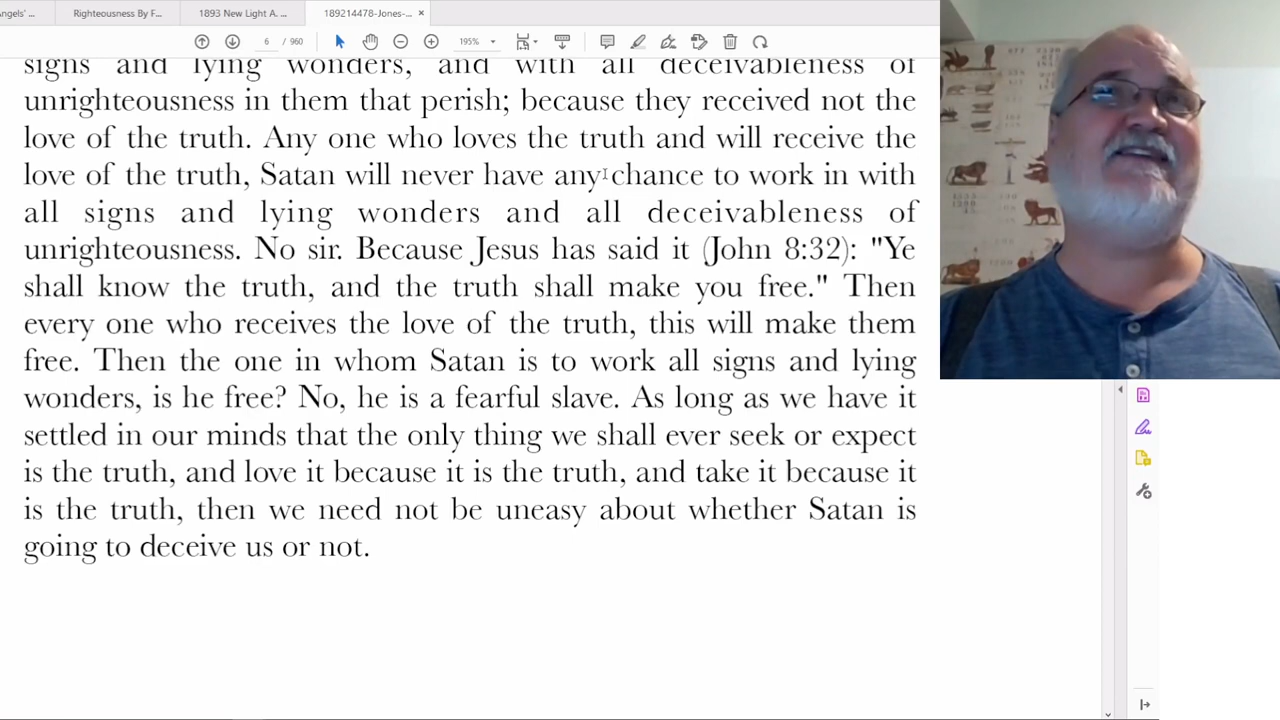 Angels' ...
Righteousness By F...
1893 New Light A. ...
189214478-Jones-... ×
6 / 960
195%
signs and lying wonders, and with all deceivableness of
unrighteousness in them that perish; because they received not the
love of the truth. Any one who loves the truth and will receive the
love of the truth, Satan will never have any chance to work in with
all signs and lying wonders and all deceivableness of
unrighteousness. No sir. Because Jesus has said it (John 8:32): "Ye
shall know the truth, and the truth shall make you free." Then
every one who receives the love of the truth, this will make them
free. Then the one in whom Satan is to work all signs and lying
wonders, is he free? No, he is a fearful slave. As long as we have it
settled in our minds that the only thing we shall ever seek or expect
is the truth, and love it because it is the truth, and take it because it
is the truth, then we need not be uneasy about whether Satan is
going to deceive us or not.